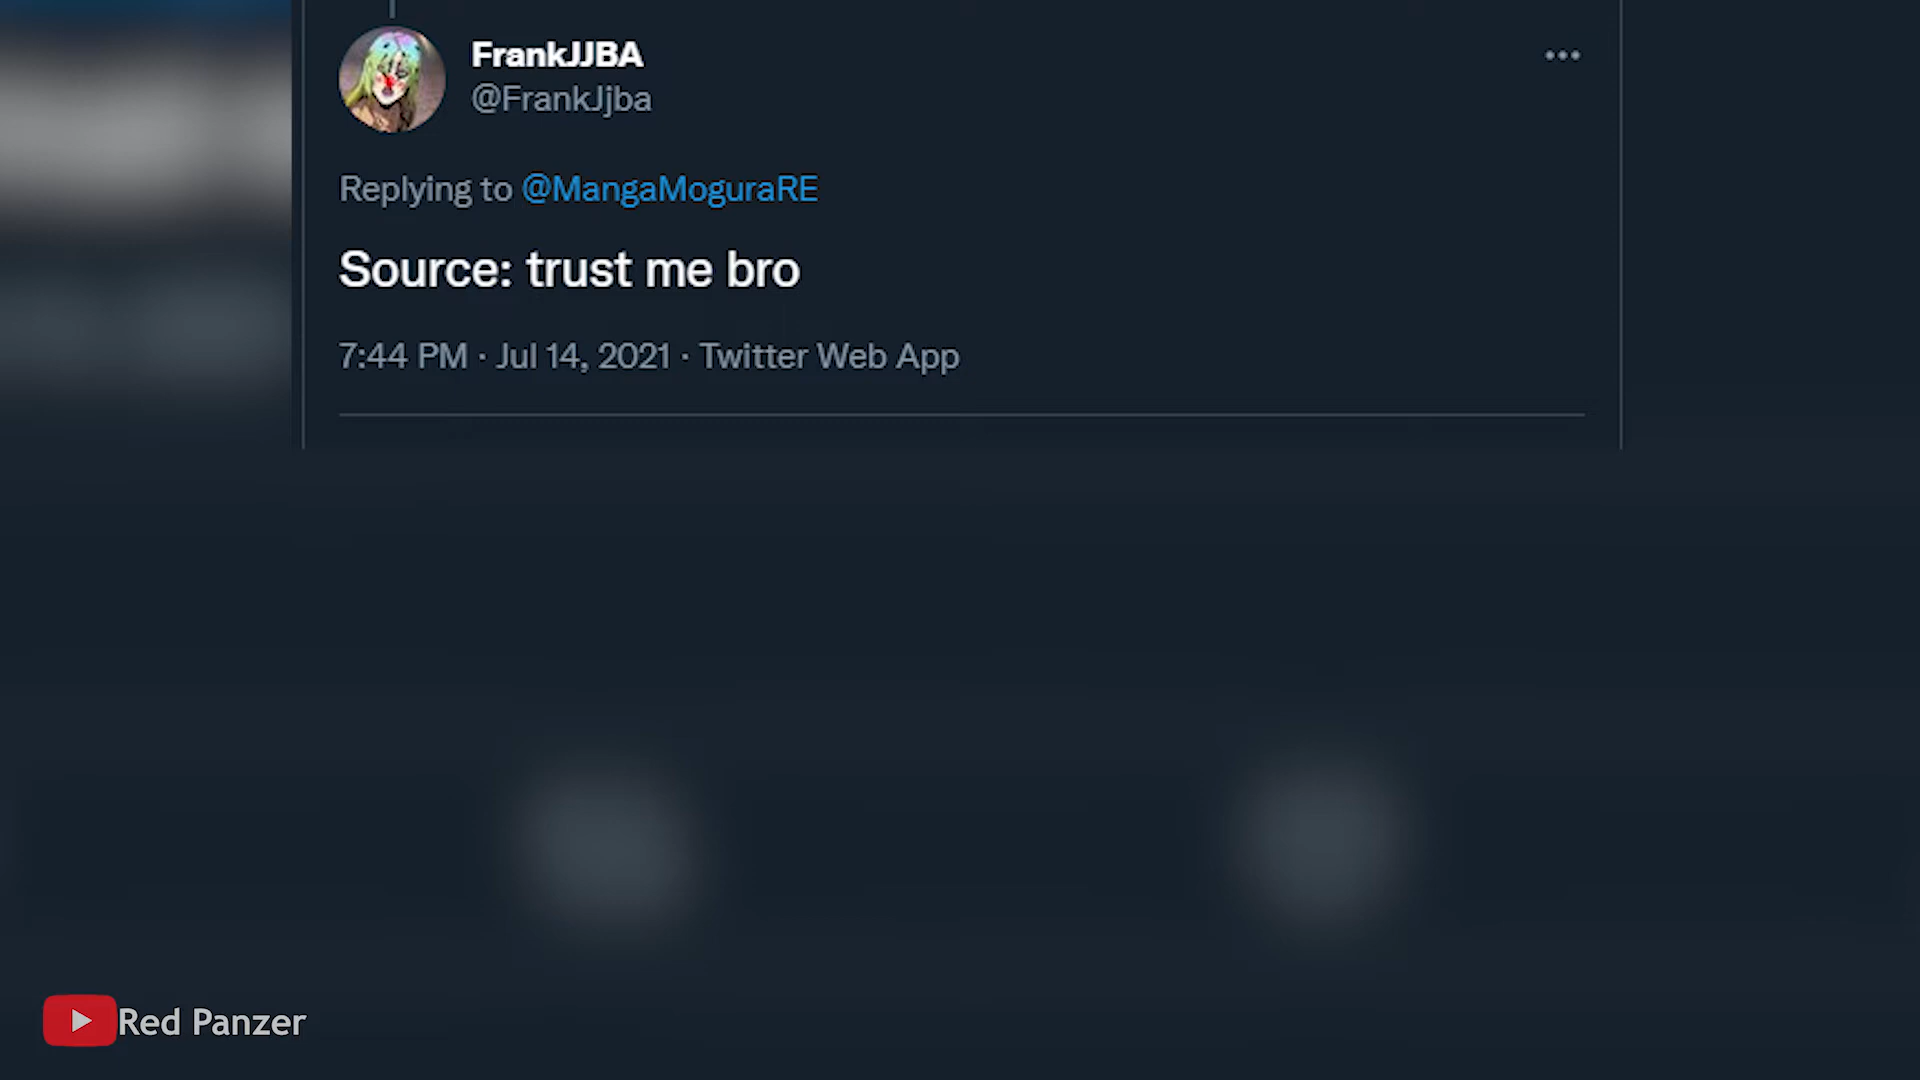 FrankJJBA
@FrankJjba
Replying to @MangaMoguraRE
Source: trust me bro
7:44 PM · Jul 14, 2021 · Twitter Web App
Red Panzer